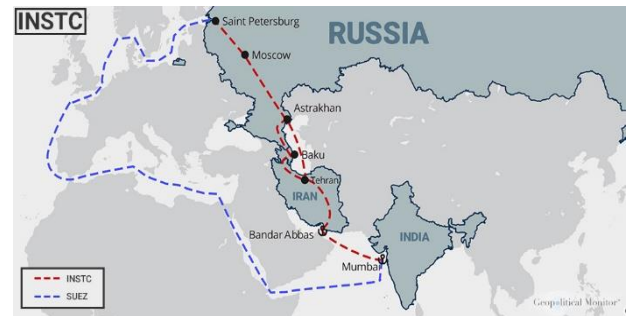 INSTC
Saint Petersburg
RUSSIA
Moscow
Astrakhan
Baku
Tehran
IRAN
Bandar Abbas
INDIA
Mumbai
INSTC
SUEZ
Geopolitical Monitor